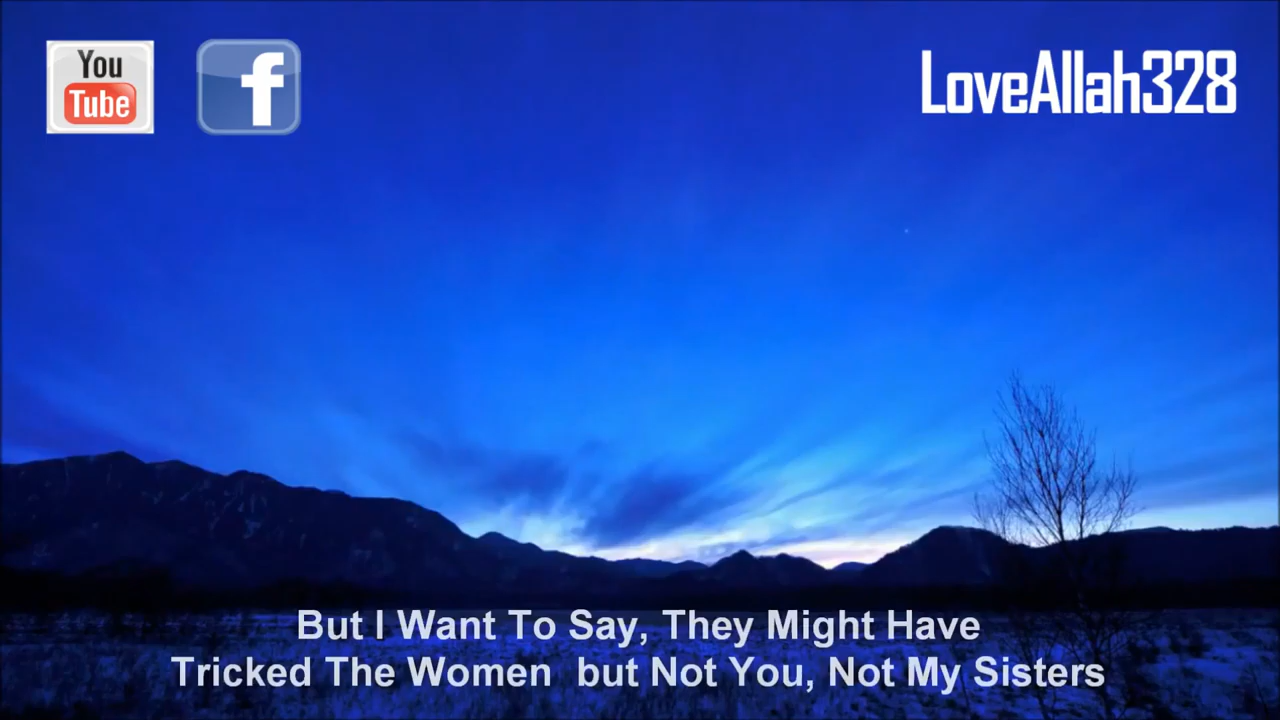 You
Tube
f
LoveAllah328
But I Want To Say, They Might Have
Tricked The Women but Not You, Not My Sisters